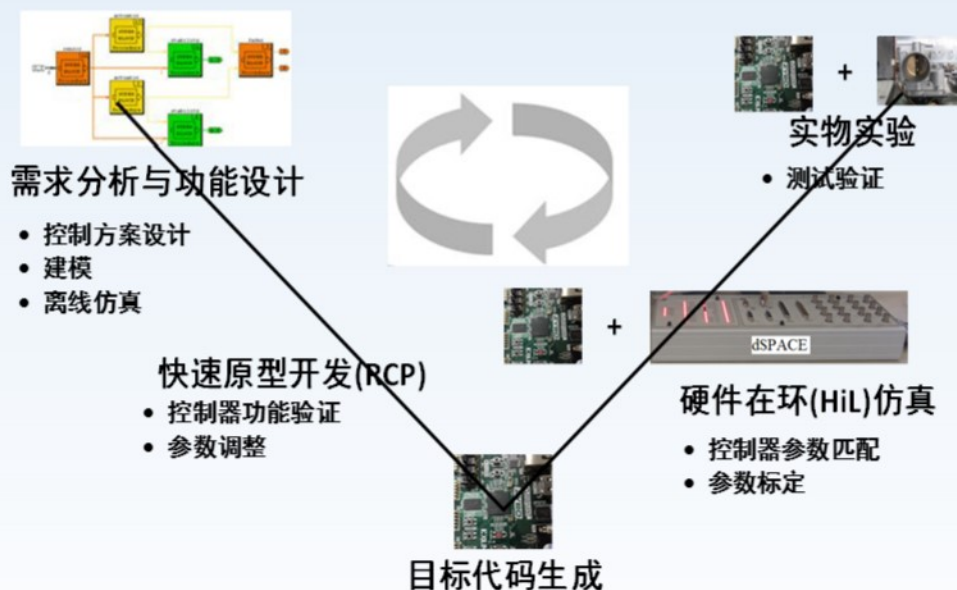 需求分析与功能设计
• 控制方案设计
• 建模
• 离线仿真
快速原型开发(RCP)
• 控制器功能验证
• 参数调整
目标代码生成
+
dSPACE
硬件在环(HiL)仿真
• 控制器参数匹配
• 参数标定
+
实物实验
• 测试验证